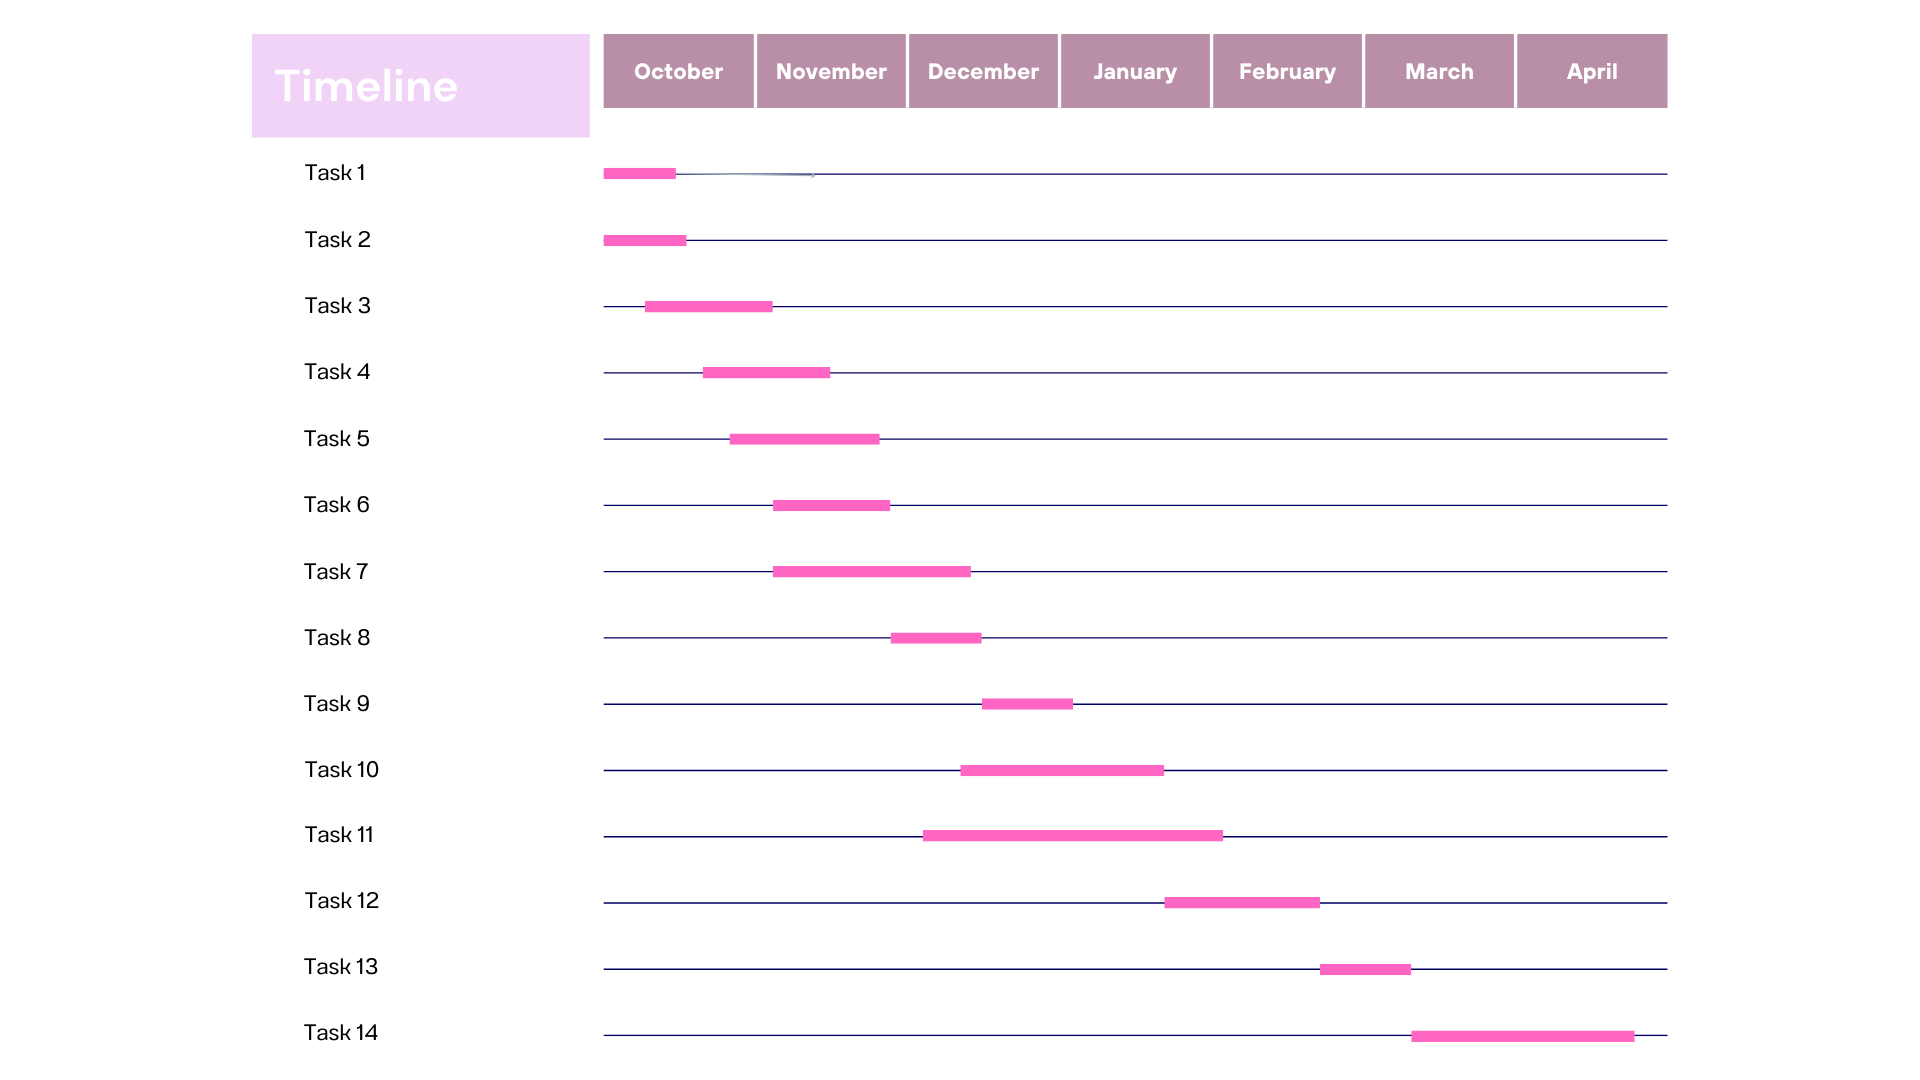 Timeline
October November December January February March April
Task 1
Task 2
Task 3
Task 4
Task 5
Task 6
Task 7
Task 8
Task 9
Task 10
Task 11
Task 12
Task 13
Task 14